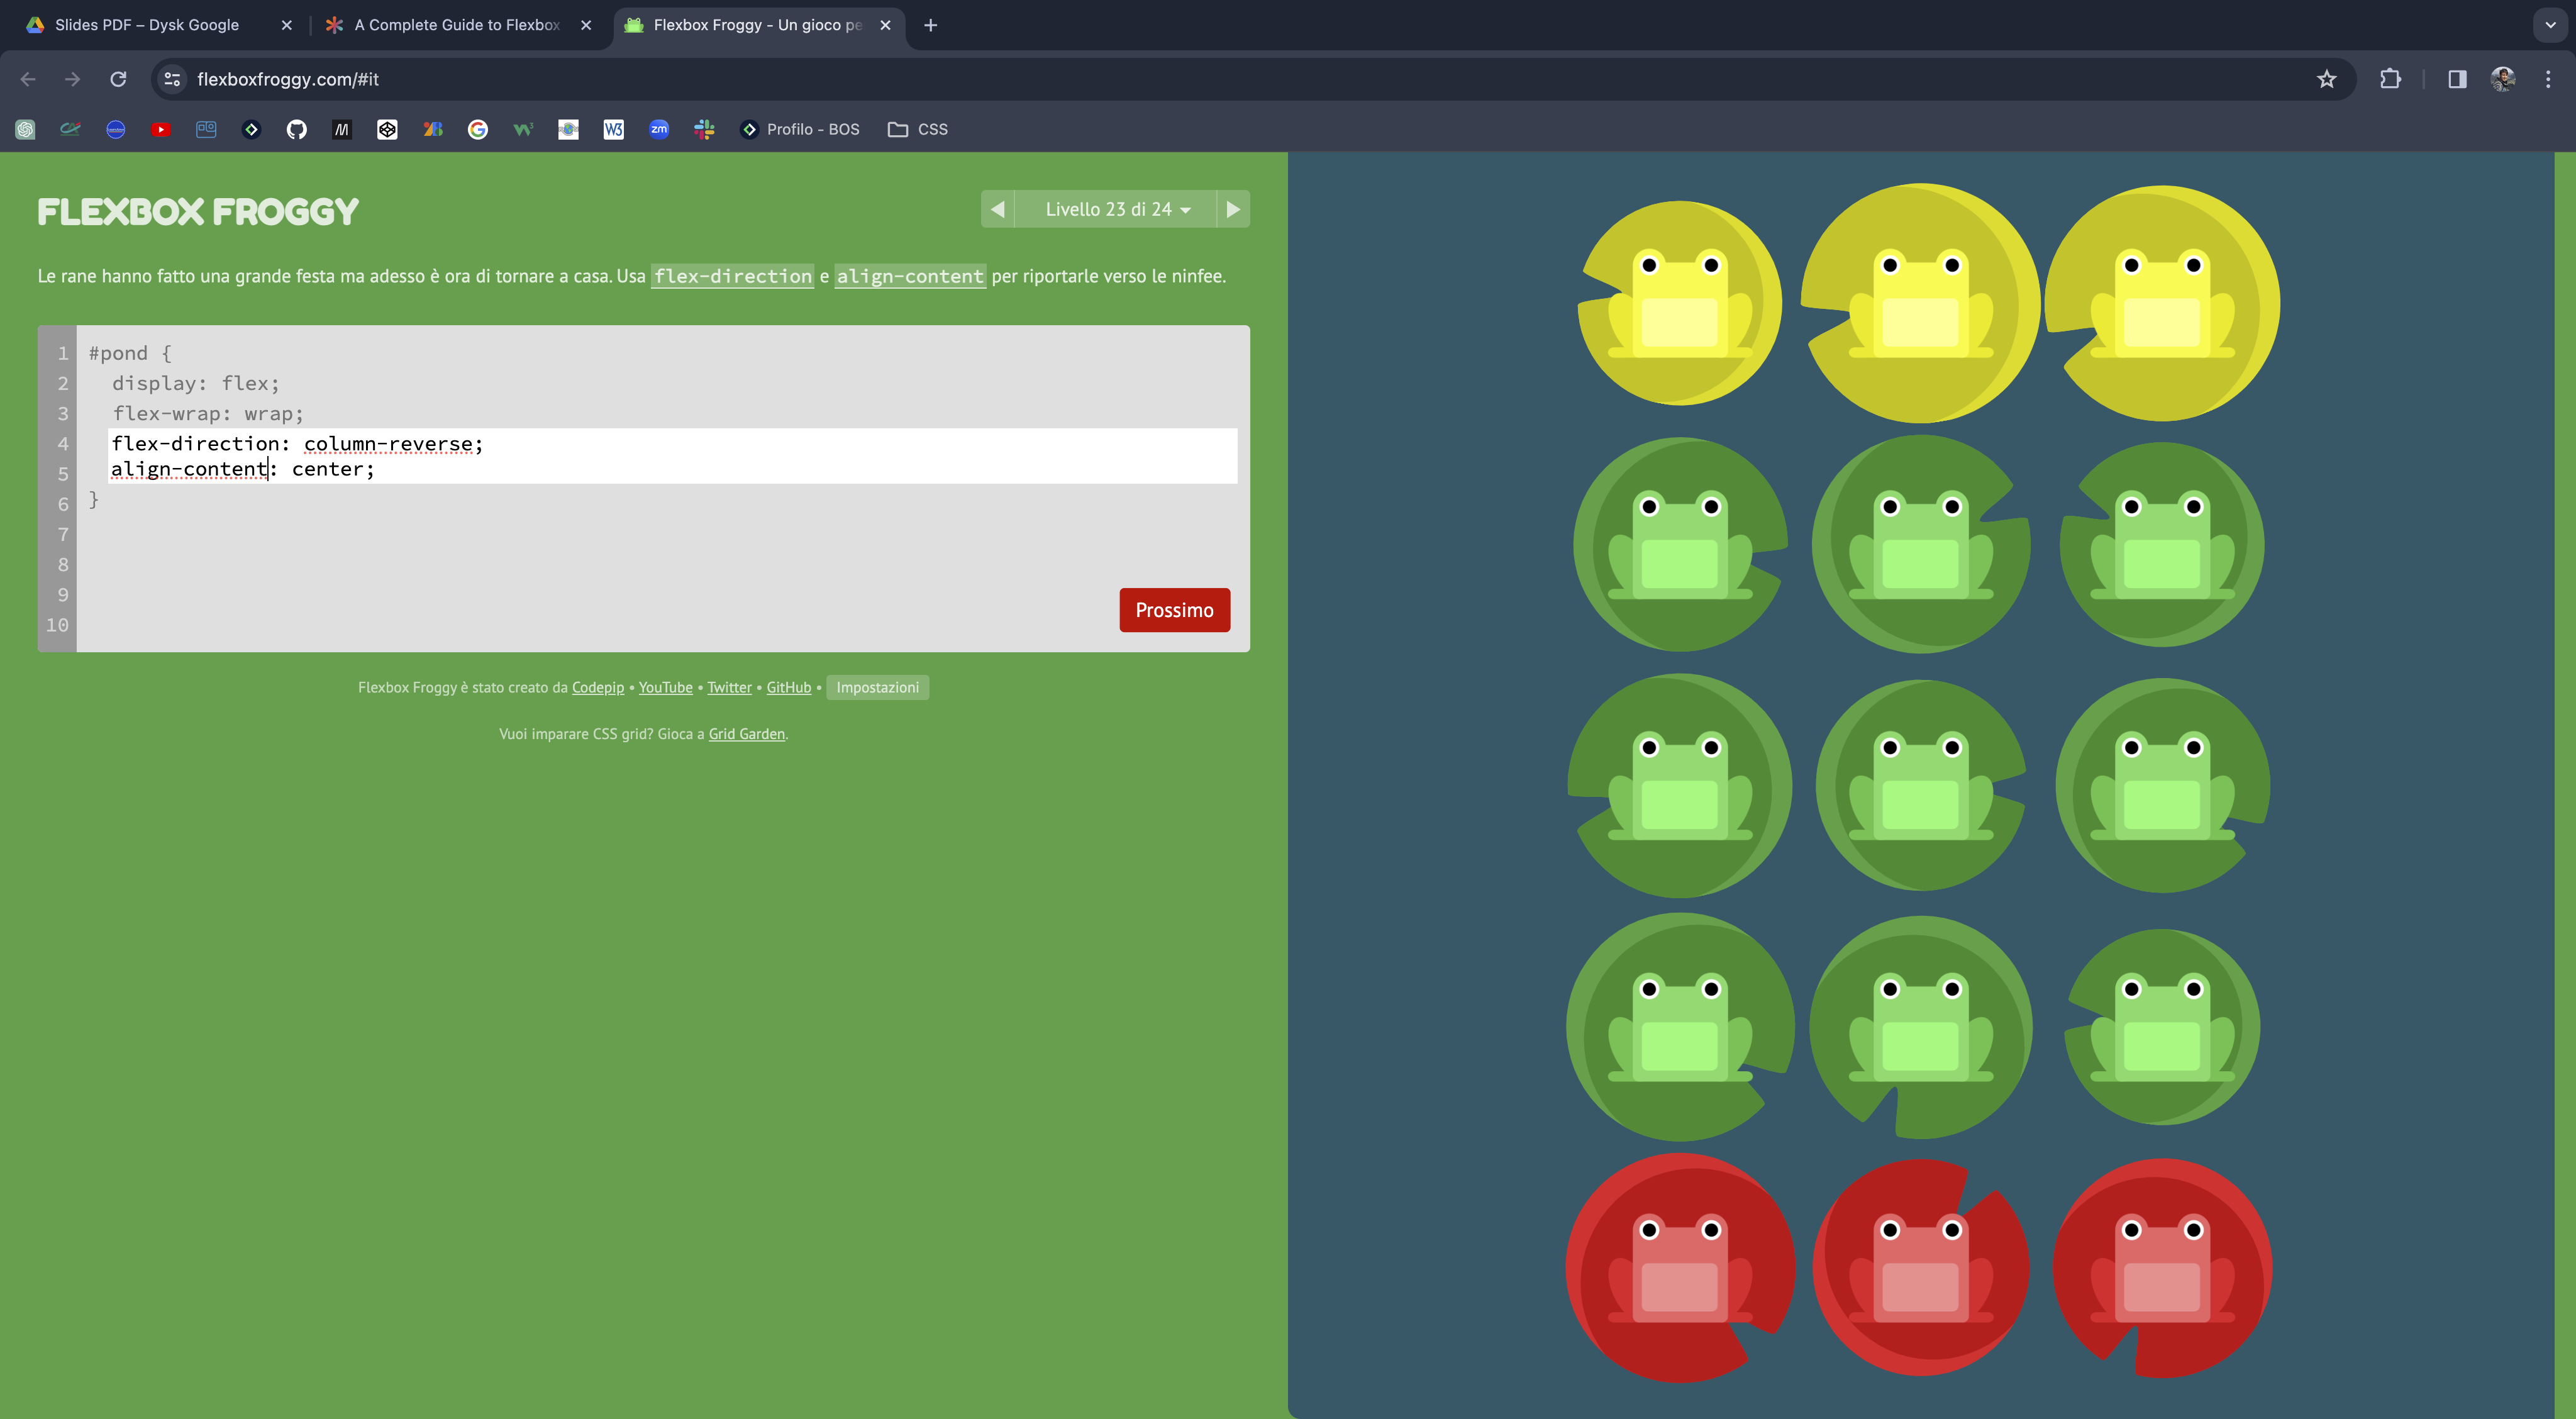 Slides PDF – Dysk Google
A Complete Guide to Flexbox
Flexbox Froggy - Un gioco pe
flexboxfroggy.com/#it
Profilo - BOS
CSS
FLEXBOX FROGGY
Livello 23 di 24
Le rane hanno fatto una grande festa ma adesso è ora di tornare a casa. Usa flex-direction e align-content per riportarle verso le ninfee.
1 #pond {
2 display: flex;
3 flex-wrap: wrap;
4 flex-direction: column-reverse;
5 align-content: center;
6 }
7
8
9
10
Prossimo
Flexbox Froggy è stato creato da Codepip • YouTube • Twitter • GitHub • Impostazioni
Vuoi imparare CSS grid? Gioca a Grid Garden.